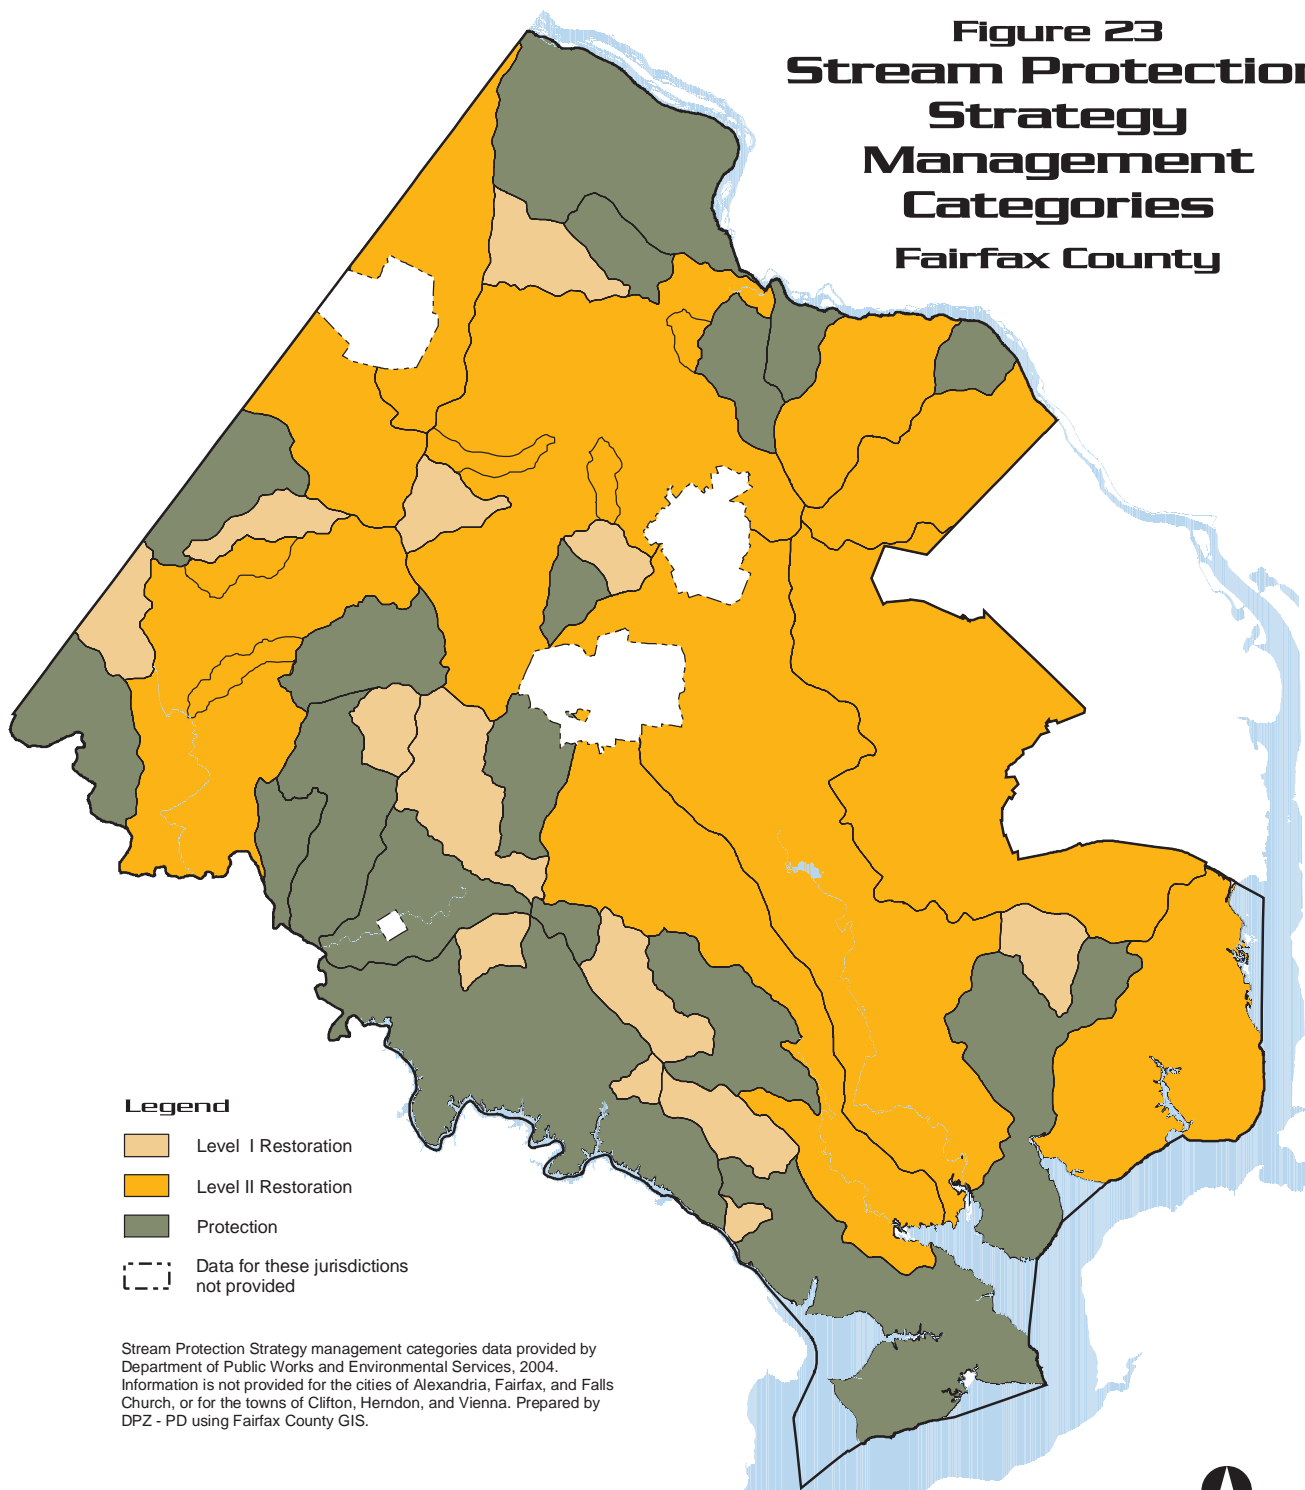 Figure 23
Stream Protection
Strategy
Management
Categories
Fairfax County
Legend
Level I Restoration
Level II Restoration
Protection
Data for these jurisdictions
not provided
Stream Protection Strategy management categories data provided by
Department of Public Works and Environmental Services, 2004.
Information is not provided for the cities of Alexandria, Fairfax, and Falls
Church, or for the towns of Clifton, Herndon, and Vienna. Prepared by
DPZ - PD using Fairfax County GIS.